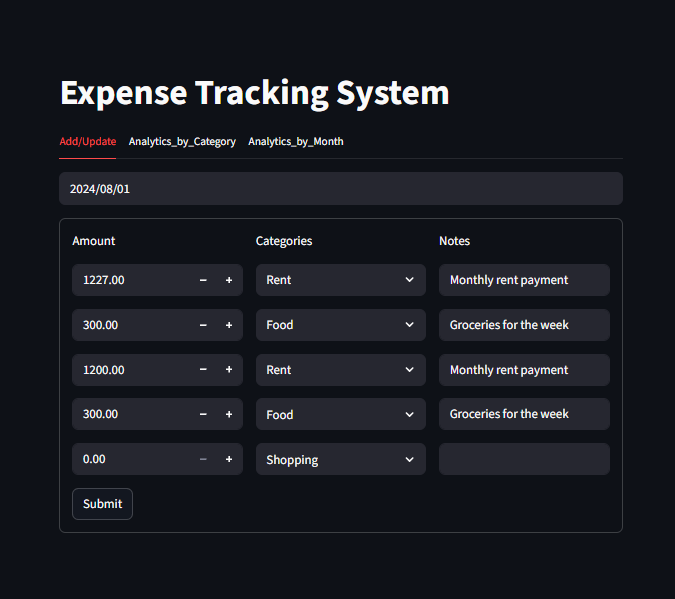 Expense Tracking System
Add/Update Analytics_by_Category Analytics_by_Month
2024/08/01
Amount Categories Notes
1227.00 − + Rent Monthly rent payment
300.00 − + Food Groceries for the week
1200.00 − + Rent Monthly rent payment
300.00 − + Food Groceries for the week
0.00 − + Shopping
Submit